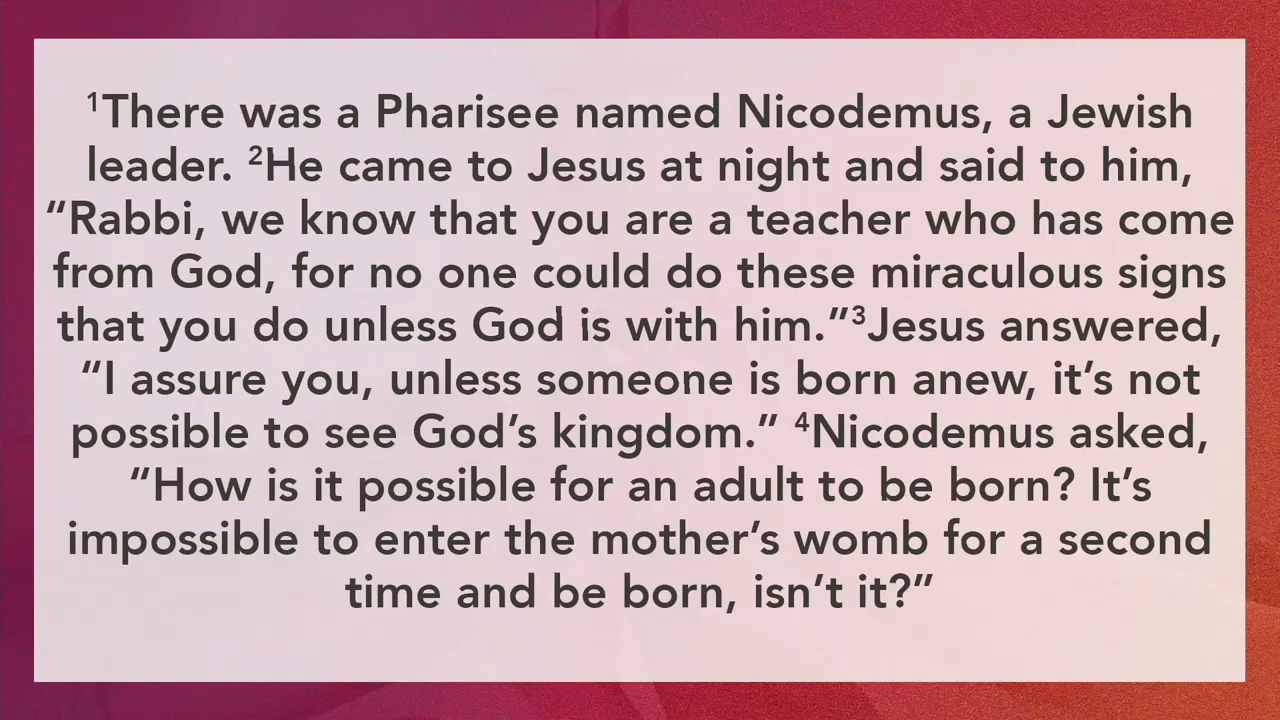 ¹There was a Pharisee named Nicodemus, a Jewish
leader. ²He came to Jesus at night and said to him,
“Rabbi, we know that you are a teacher who has come
from God, for no one could do these miraculous signs
that you do unless God is with him.”³Jesus answered,
“I assure you, unless someone is born anew, it’s not
possible to see God’s kingdom.” ⁴Nicodemus asked,
“How is it possible for an adult to be born? It’s
impossible to enter the mother’s womb for a second
time and be born, isn’t it?”